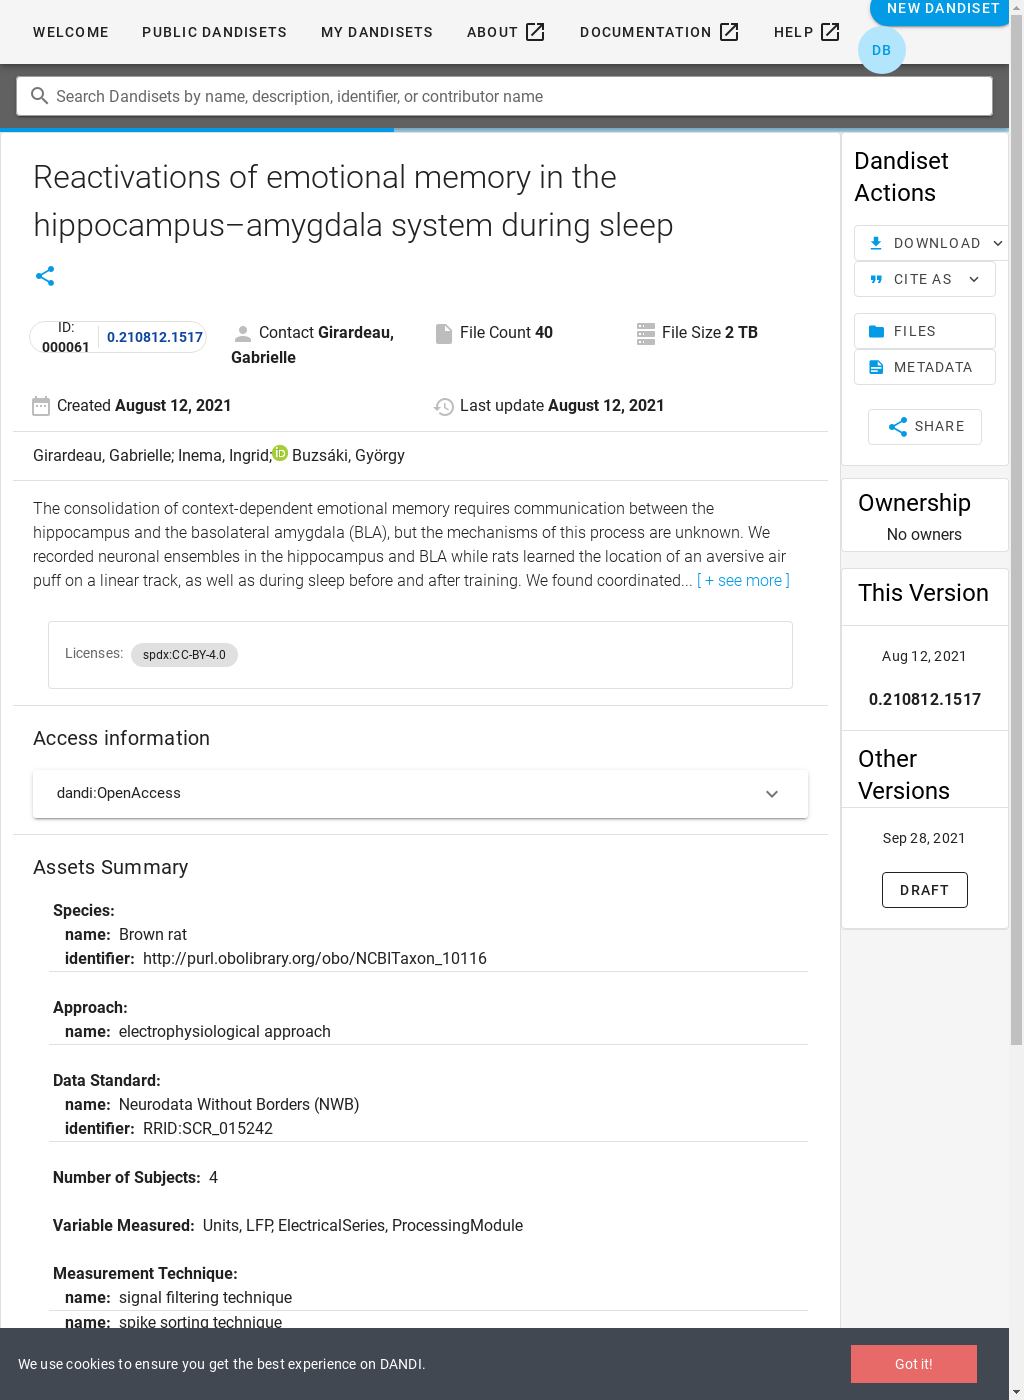 WELCOME PUBLIC DANDISETS MY DANDISETS ABOUT DOCUMENTATION HELP NEW DANDISET
DB
Search Dandisets by name, description, identifier, or contributor name
Reactivations of emotional memory in the
hippocampus–amygdala system during sleep
ID:
000061 0.210812.1517
Contact Girardeau,
Gabrielle
File Count 40
File Size 2 TB
Created August 12, 2021
Last update August 12, 2021
Girardeau, Gabrielle; Inema, Ingrid; iD Buzsáki, György
The consolidation of context-dependent emotional memory requires communication between the
hippocampus and the basolateral amygdala (BLA), but the mechanisms of this process are unknown. We
recorded neuronal ensembles in the hippocampus and BLA while rats learned the location of an aversive air
puff on a linear track, as well as during sleep before and after training. We found coordinated... [ + see more ]
Licenses: spdx:CC-BY-4.0
Access information
dandi:OpenAccess
Assets Summary
Species:
name: Brown rat
identifier: http://purl.obolibrary.org/obo/NCBITaxon_10116
Approach:
name: electrophysiological approach
Data Standard:
name: Neurodata Without Borders (NWB)
identifier: RRID:SCR_015242
Number of Subjects: 4
Variable Measured: Units, LFP, ElectricalSeries, ProcessingModule
Measurement Technique:
name: signal filtering technique
name: spike sorting technique
Dandiset
Actions
DOWNLOAD
CITE AS
FILES
METADATA
SHARE
Ownership
No owners
This Version
Aug 12, 2021
0.210812.1517
Other
Versions
Sep 28, 2021
DRAFT
We use cookies to ensure you get the best experience on DANDI.
Got it!